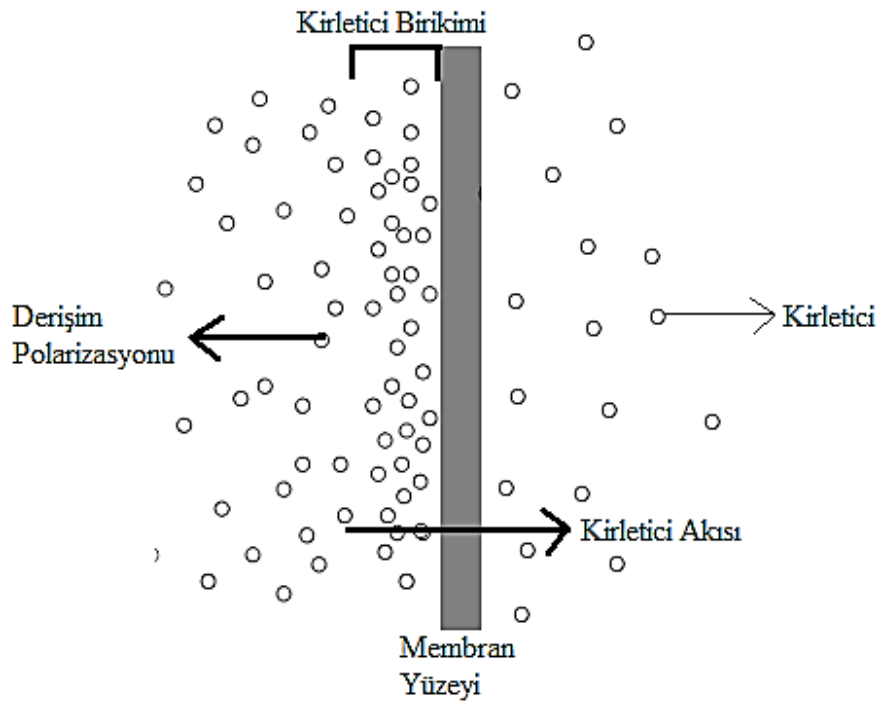 Kirletici Birikimi
Derişim
Polarizasyonu
Kirletici
Kirletici Akısı
Membran
Yüzeyi